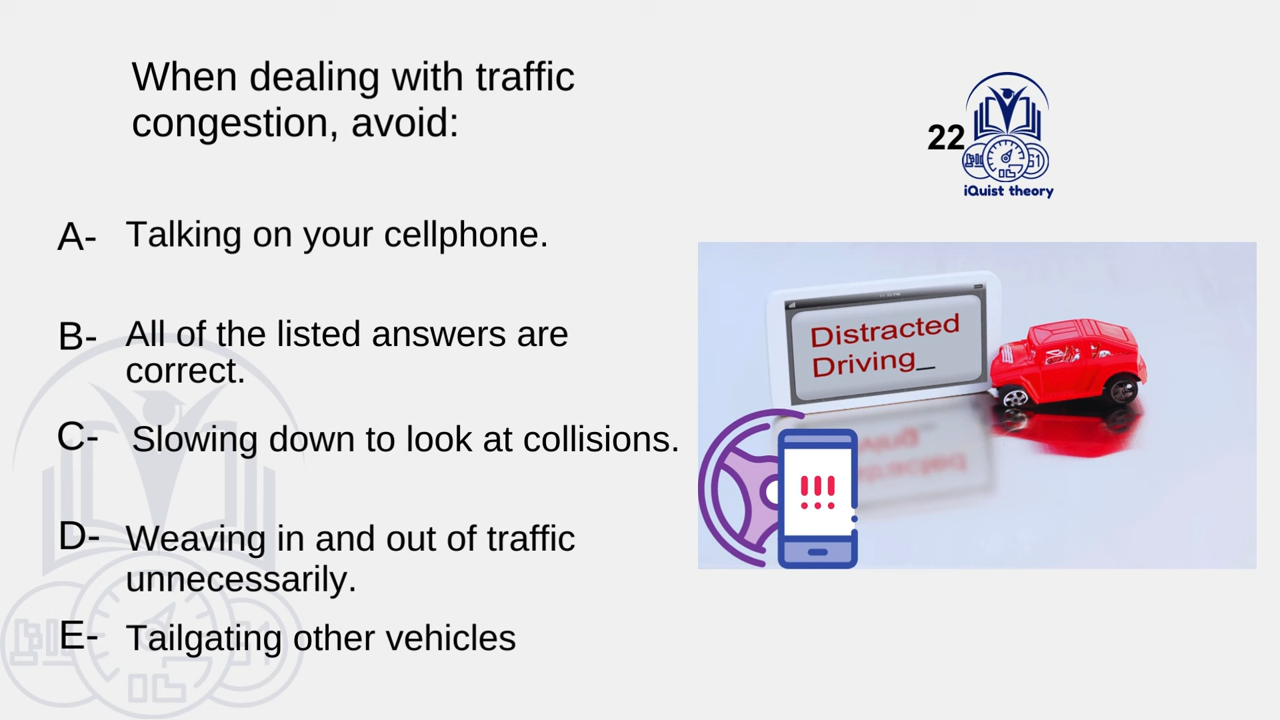 When dealing with traffic
congestion, avoid:
22
iQuist theory
A- Talking on your cellphone.
B- All of the listed answers are
correct.
C- Slowing down to look at collisions.
D- Weaving in and out of traffic
unnecessarily.
E- Tailgating other vehicles
Distracted
Driving_
!!!